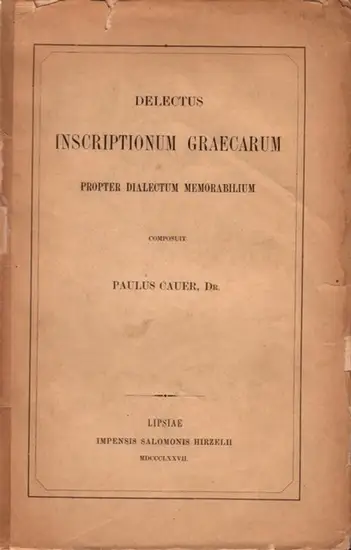 DELECTUS
INSCRIPTIONUM GRAECARUM
PROPTER DIALECTUM MEMORABILIUM
COMPOSUIT
PAULUS CAUER, DR.
LIPSIAE
IMPENSIS SALOMONIS HIRZELII
MDCCCLXXVII.